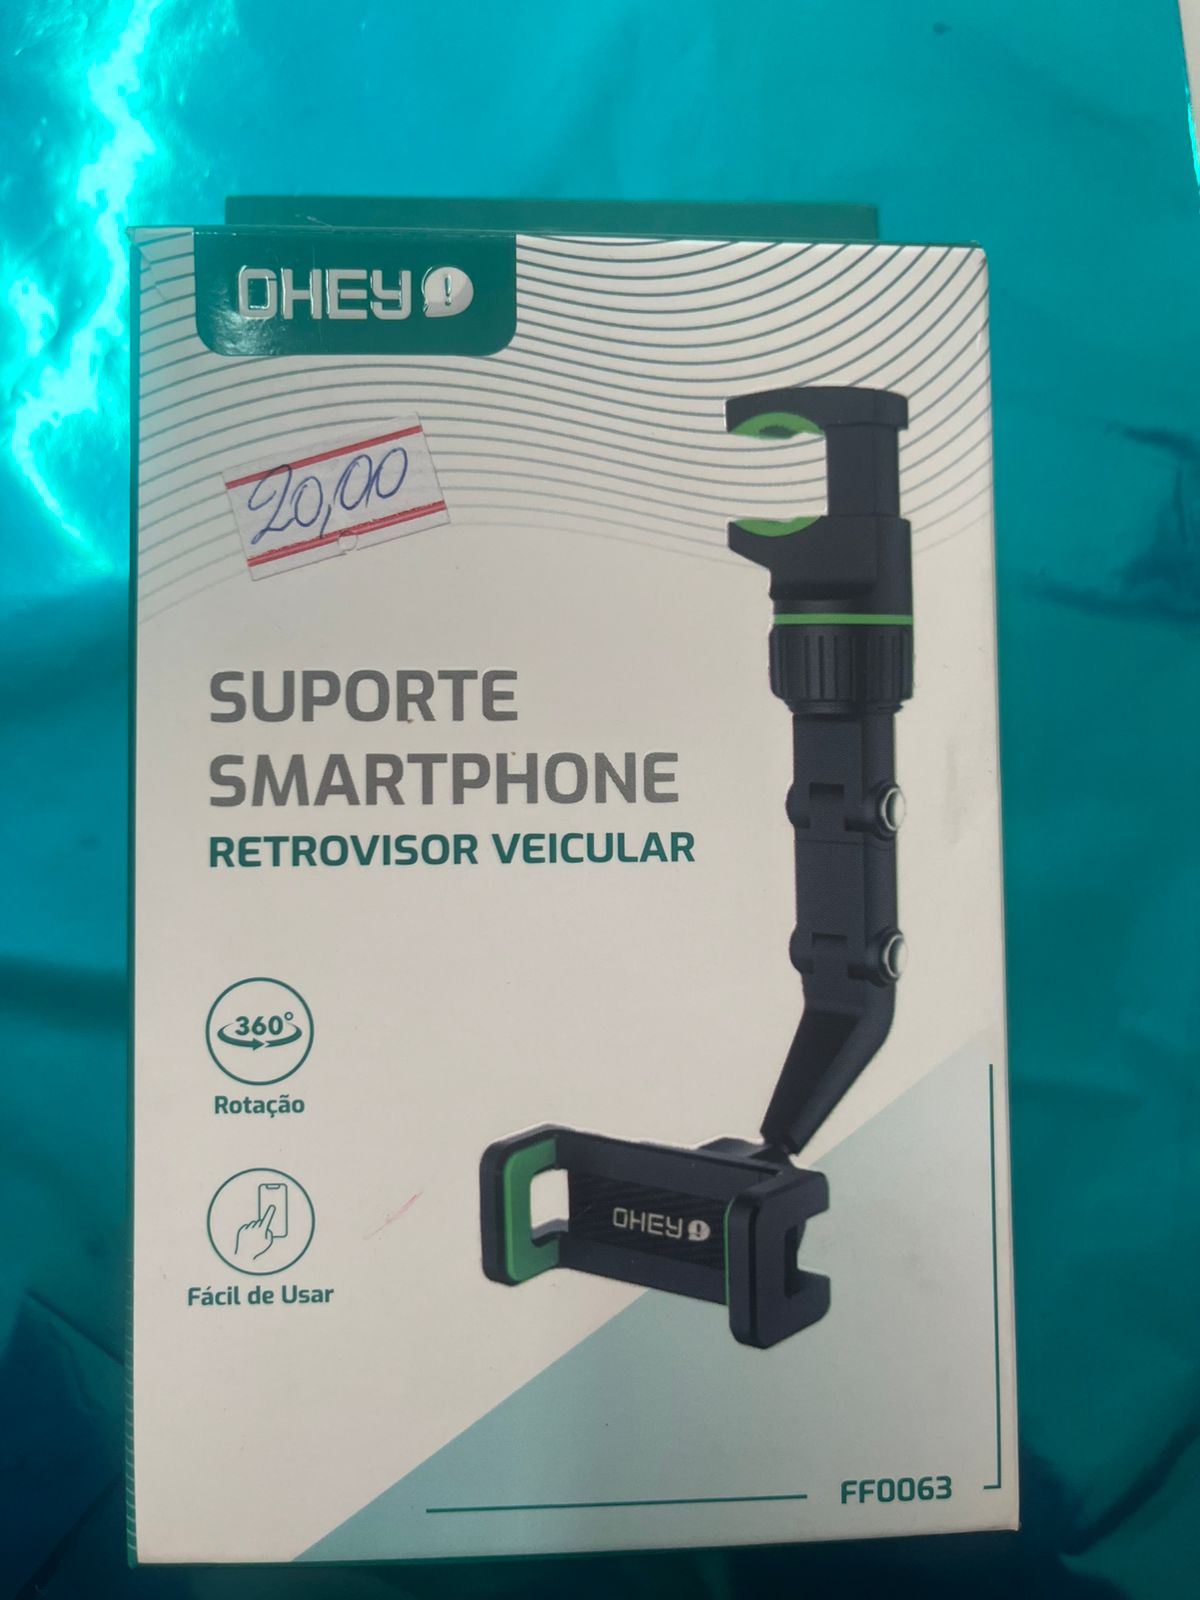 OHEY!
20,00
SUPORTE
SMARTPHONE
RETROVISOR VEICULAR
360°
Rotação
OHEY!
Fácil de Usar
FF0063